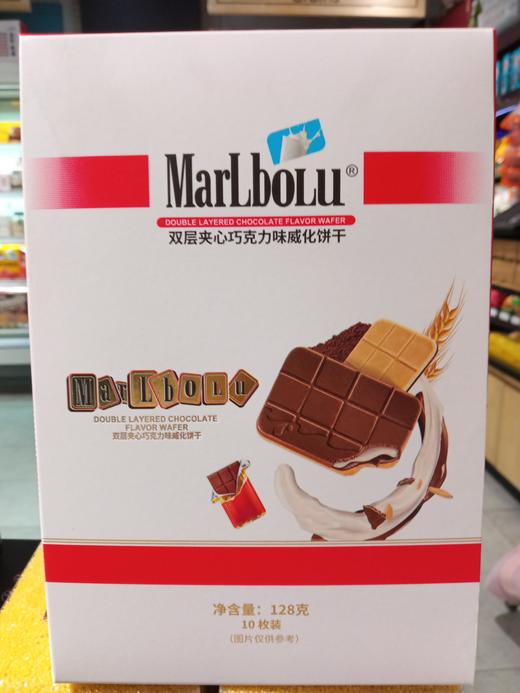 MarLboLu®
DOUBLE LAYERED CHOCOLATE FLAVOR WAFER
双层夹心巧克力味威化饼干
MarLboLu
DOUBLE LAYERED CHOCOLATE
FLAVOR WAFER
双层夹心巧克力味威化饼干
净含量：128克
10枚装
(图片仅供参考)